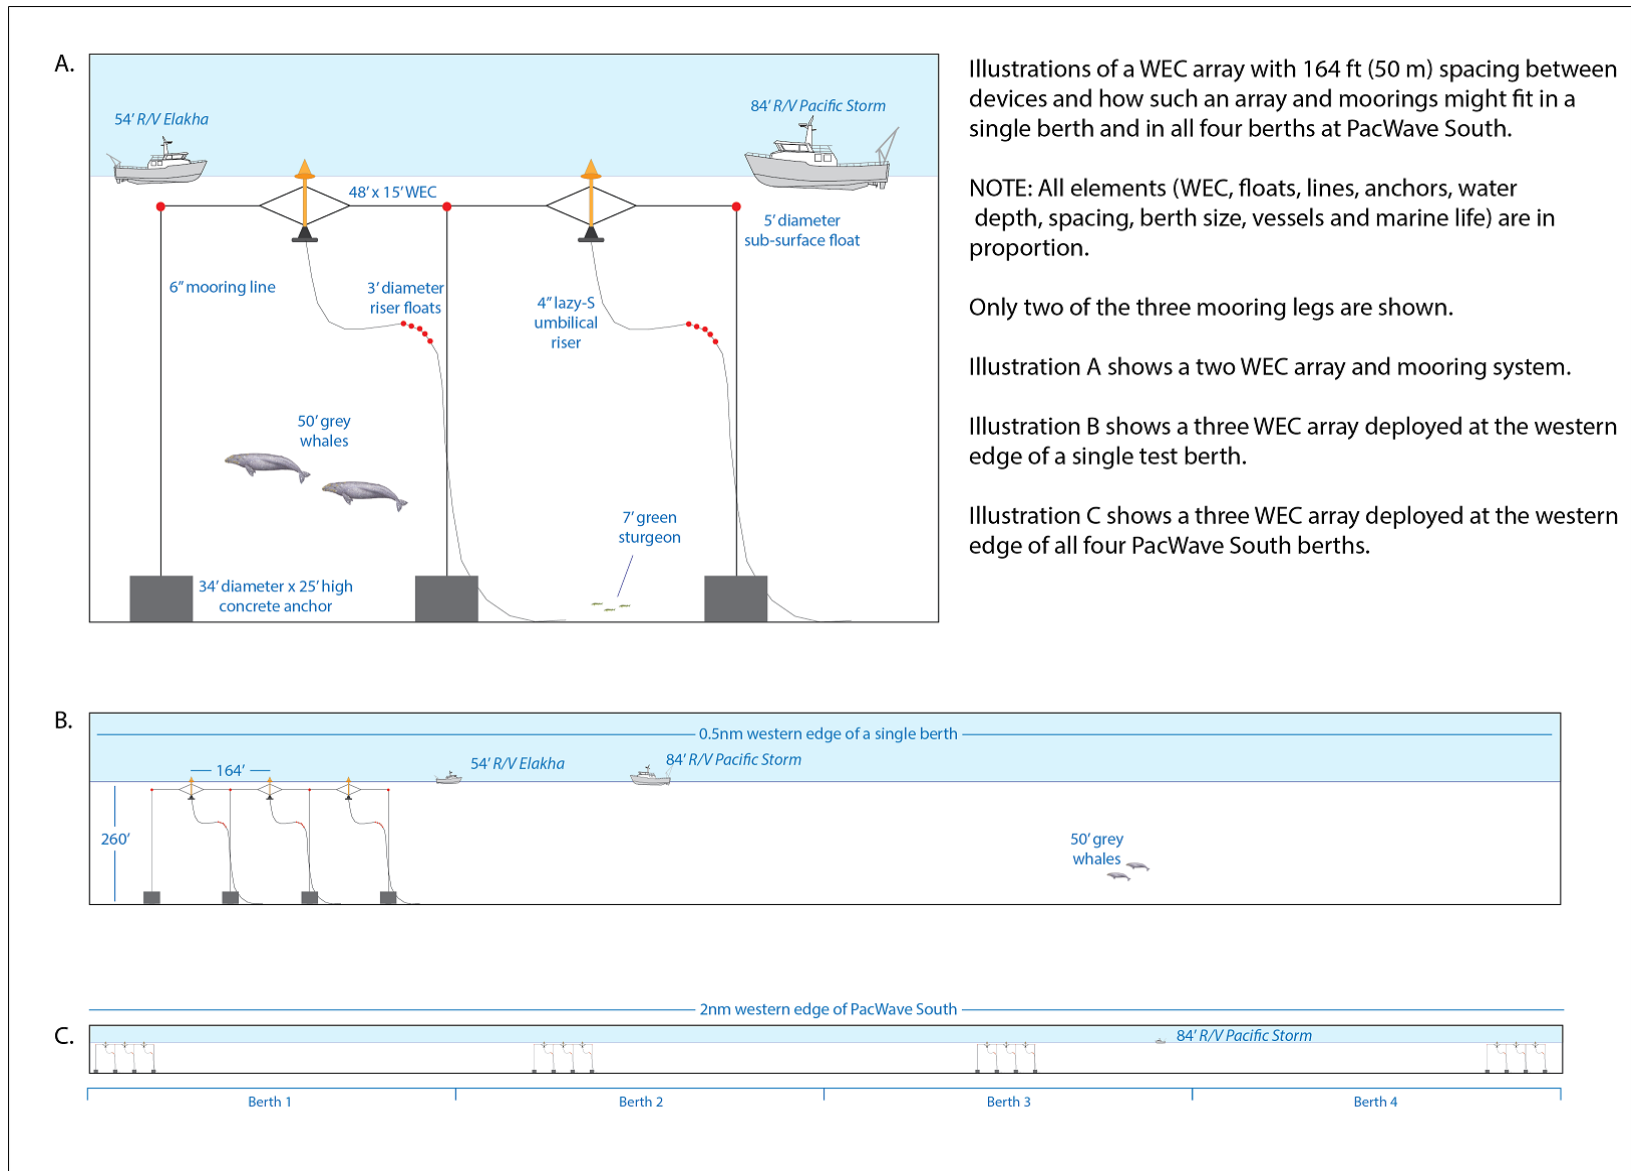 A.
54’ R/V Elakha
84’ R/V Pacific Storm
48’ x 15’ WEC
5’ diameter
sub-surface float
6” mooring line
3’ diameter
riser floats
4” lazy-S
umbilical
riser
50’ grey
whales
7’ green
sturgeon
34’ diameter x 25’ high
concrete anchor
Illustrations of a WEC array with 164 ft (50 m) spacing between
devices and how such an array and moorings might fit in a
single berth and in all four berths at PacWave South.
NOTE: All elements (WEC, floats, lines, anchors, water
depth, spacing, berth size, vessels and marine life) are in
proportion.
Only two of the three mooring legs are shown.
Illustration A shows a two WEC array and mooring system.
Illustration B shows a three WEC array deployed at the western
edge of a single test berth.
Illustration C shows a three WEC array deployed at the western
edge of all four PacWave South berths.
B.
0.5nm western edge of a single berth
164’
54’ R/V Elakha
84’ R/V Pacific Storm
260’
50’ grey
whales
2nm western edge of PacWave South
C.
84’ R/V Pacific Storm
Berth 1
Berth 2
Berth 3
Berth 4